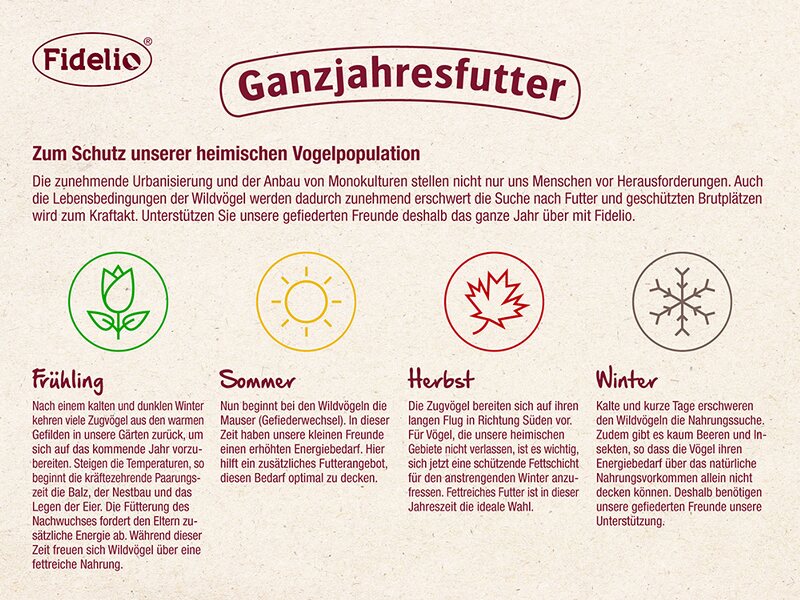 Fidelio®
Ganzjahresfutter
Zum Schutz unserer heimischen Vogelpopulation
Die zunehmende Urbanisierung und der Anbau von Monokulturen stellen nicht nur uns Menschen vor Herausforderungen. Auch
die Lebensbedingungen der Wildvögel werden dadurch zunehmend erschwert die Suche nach Futter und geschützten Brutplätzen
wird zum Kraftakt. Unterstützen Sie unsere gefiederten Freunde deshalb das ganze Jahr über mit Fidelio.
Frühling
Nach einem kalten und dunklen Winter
kehren viele Zugvögel aus den warmen
Gefilden in unsere Gärten zurück, um
sich auf das kommende Jahr vorzu-
bereiten. Steigen die Temperaturen, so
beginnt die kräftezehrende Paarungs-
zeit die Balz, der Nestbau und das
Legen der Eier. Die Fütterung des
Nachwuchses fordert den Eltern zu-
sätzliche Energie ab. Während dieser
Zeit freuen sich Wildvögel über eine
fettreiche Nahrung.
Sommer
Nun beginnt bei den Wildvögeln die
Mauser (Gefiederwechsel). In dieser
Zeit haben unsere kleinen Freunde
einen erhöhten Energiebedarf. Hier
hilft ein zusätzliches Futterangebot,
diesen Bedarf optimal zu decken.
Herbst
Die Zugvögel bereiten sich auf ihren
langen Flug in Richtung Süden vor.
Für Vögel, die unsere heimischen
Gebiete nicht verlassen, ist es wichtig,
sich jetzt eine schützende Fettschicht
für den anstrengenden Winter anzu-
fressen. Fettreiches Futter ist in dieser
Jahreszeit die ideale Wahl.
Winter
Kalte und kurze Tage erschweren
den Wildvögeln die Nahrungssuche.
Zudem gibt es kaum Beeren und In-
sekten, so dass die Vögel ihren
Energiebedarf über das natürliche
Nahrungsvorkommen allein nicht
decken können. Deshalb benötigen
unsere gefiederten Freunde unsere
Unterstützung.